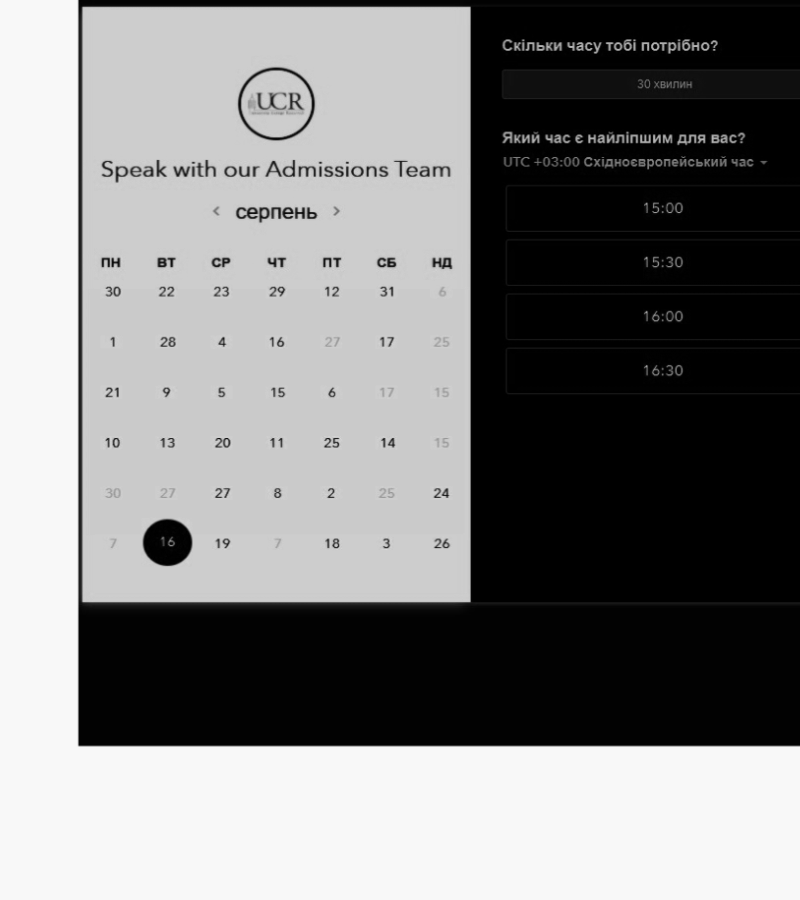 UCR
Speak with our Admissions Team
< серпень >
ПН ВТ СР ЧТ ПТ СБ НД
30 22 23 29 12 31 6
1 28 4 16 27 17 25
21 9 5 15 6 17 15
10 13 20 11 25 14 15
30 27 27 8 2 25 24
7 16 19 7 18 3 26
Скільки часу тобі потрібно?
30 хвилин
Який час є найліпшим для вас?
UTC +03:00 Східноєвропейський час
15:00
15:30
16:00
16:30